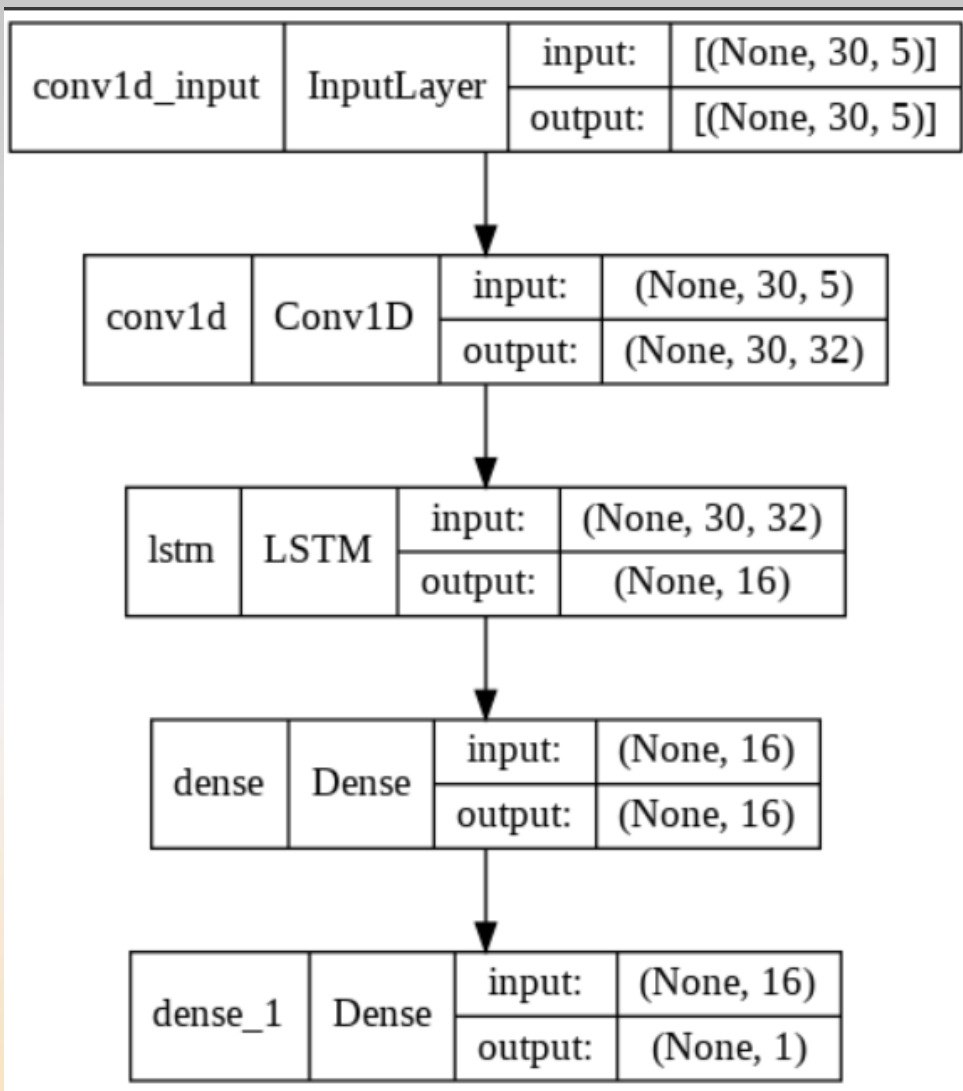 conv1d_input InputLayer input: [(None, 30, 5)]
output: [(None, 30, 5)]
conv1d Conv1D input: (None, 30, 5)
output: (None, 30, 32)
lstm LSTM input: (None, 30, 32)
output: (None, 16)
dense Dense input: (None, 16)
output: (None, 16)
dense_1 Dense input: (None, 16)
output: (None, 1)